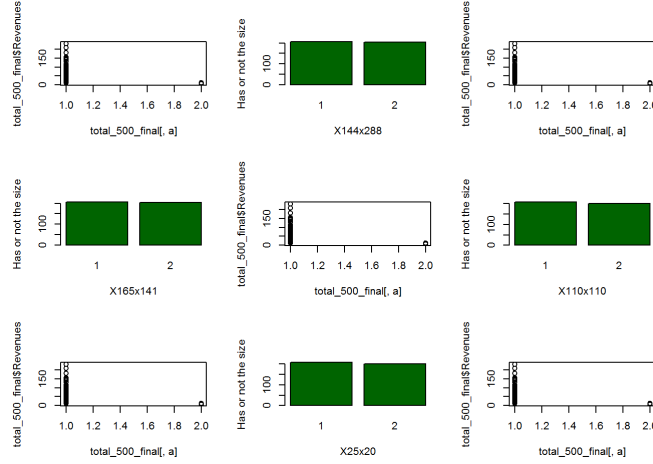 total_500_final$Revenues
150
0
1.0 1.2 1.4 1.6 1.8 2.0
total_500_final[, a]
Has or not the size
100
0
1 2
X144x288
total_500_final$Revenues
150
0
1.0 1.2 1.4 1.6 1.8 2.0
total_500_final[, a]
Has or not the size
100
0
1 2
X165x141
total_500_final$Revenues
150
0
1.0 1.2 1.4 1.6 1.8 2.0
total_500_final[, a]
Has or not the size
100
0
1 2
X110x110
total_500_final$Revenues
150
0
1.0 1.2 1.4 1.6 1.8 2.0
total_500_final[, a]
Has or not the size
100
0
1 2
X25x20
total_500_final$Revenues
150
0
1.0 1.2 1.4 1.6 1.8 2.0
total_500_final[, a]